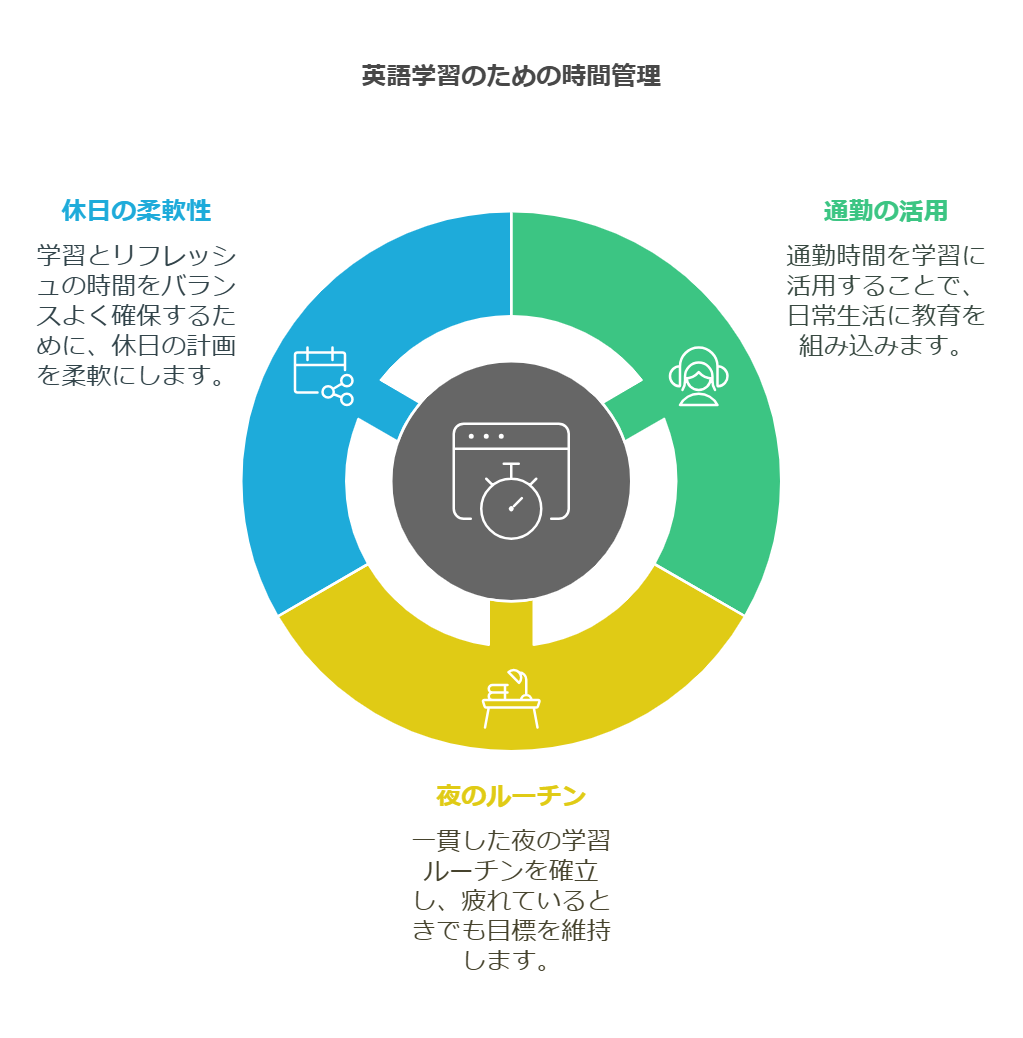 英語学習のための時間管理
休日の柔軟性
学習とリフレッシ
ュの時間をバラン
スよく確保するた
めに、休日の計画
を柔軟にします。
通勤の活用
通勤時間を学習に
活用することで、
日常生活に教育を
組み込みます。
夜のルーチン
一貫した夜の学習
ルーチンを確立
し、疲れていると
きでも目標を維持
します。